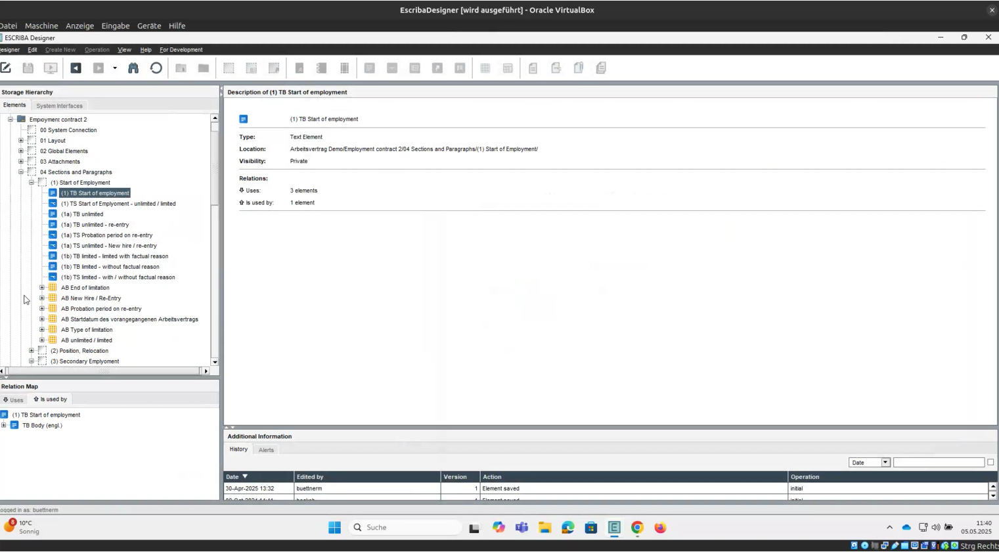 EscribaDesigner [wird ausgeführt] - Oracle VirtualBox
Datei Maschine Anzeige Eingabe Geräte Hilfe
ESCRIBA Designer
esigner Edit Create New Operation View Help For Development
Storage Hierarchy
Elements System Interfaces
Employment contract 2
00 System Connection
01 Layout
02 Global Elements
03 Attachments
04 Sections and Paragraphs
(1) Start of Employment
(1) TB Start of employment
(1) TS Start of Emplyoment - unlimited / limited
(1a) TB unlimited
(1a) TB unlimited - re-entry
(1a) TS Probation period on re-entry
(1a) TS unlimited - New hire / re-entry
(1b) TB limited - limited with factual reason
(1b) TB limited - without factual reason
(1b) TS limited - with / without factual reason
AB End of limitation
AB New Hire / Re-Entry
AB Probation period on re-entry
AB Startdatum des vorangegangenen Arbeitsvertrags
AB Type of limitation
AB unlimited / limited
(2) Position, Relocation
(3) Secondary Emplyoment
Relation Map
Uses Is used by
(1) TB Start of employment
TB Body (engl.)
Description of (1) TB Start of employment
(1) TB Start of employment
Type: Text Element
Location: Arbeitsvertrag Demo/Employment contract 2/04 Sections and Paragraphs/(1) Start of Employment/
Visibility: Private
Relations:
Uses: 3 elements
Is used by: 1 element
Additional Information
History Alerts
Date
Date Edited by Version Action Operation
30-Apr-2025 13:32 buettnerm 1 Element saved initial
ogged in as: buettnerm
8
10°C
Sonnig
Suche
11:40
05.05.2025
Strg Rechts